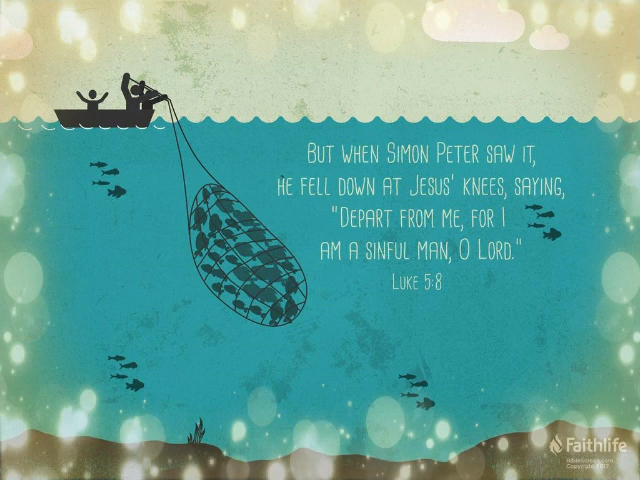 But when Simon Peter saw it,
he fell down at Jesus' knees, saying,
"Depart from me, for I
am a sinful man, O Lord."
Luke 5:8
Faithlife